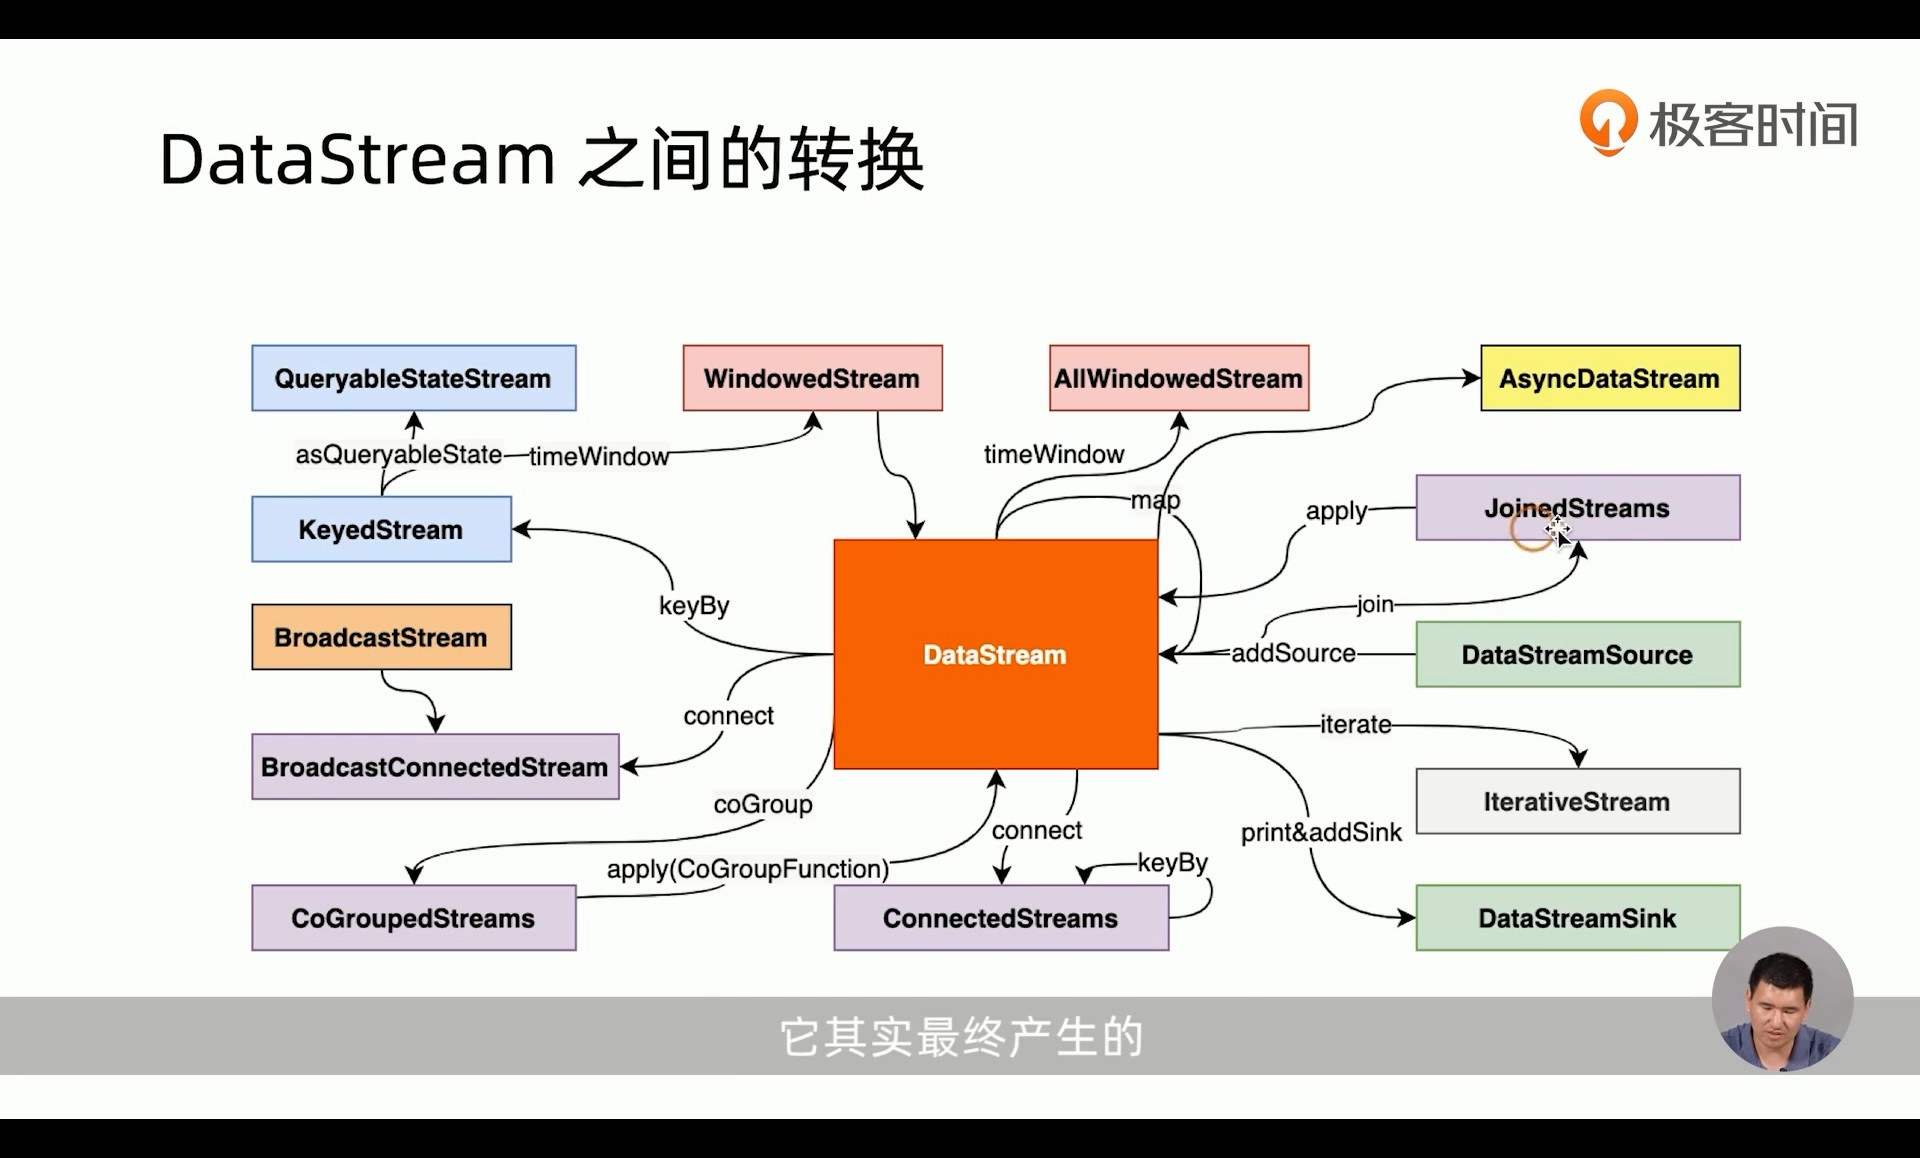 极客时间
DataStream 之间的转换
QueryableStateStream
WindowedStream
AllWindowedStream
AsyncDataStream
asQueryableState
timeWindow
timeWindow
map
apply
JoinedStreams
KeyedStream
keyBy
join
BroadcastStream
DataStream
addSource
DataStreamSource
connect
iterate
BroadcastConnectedStream
IterativeStream
coGroup
connect
print&addSink
apply(CoGroupFunction)
keyBy
CoGroupedStreams
ConnectedStreams
DataStreamSink
它其实最终产生的